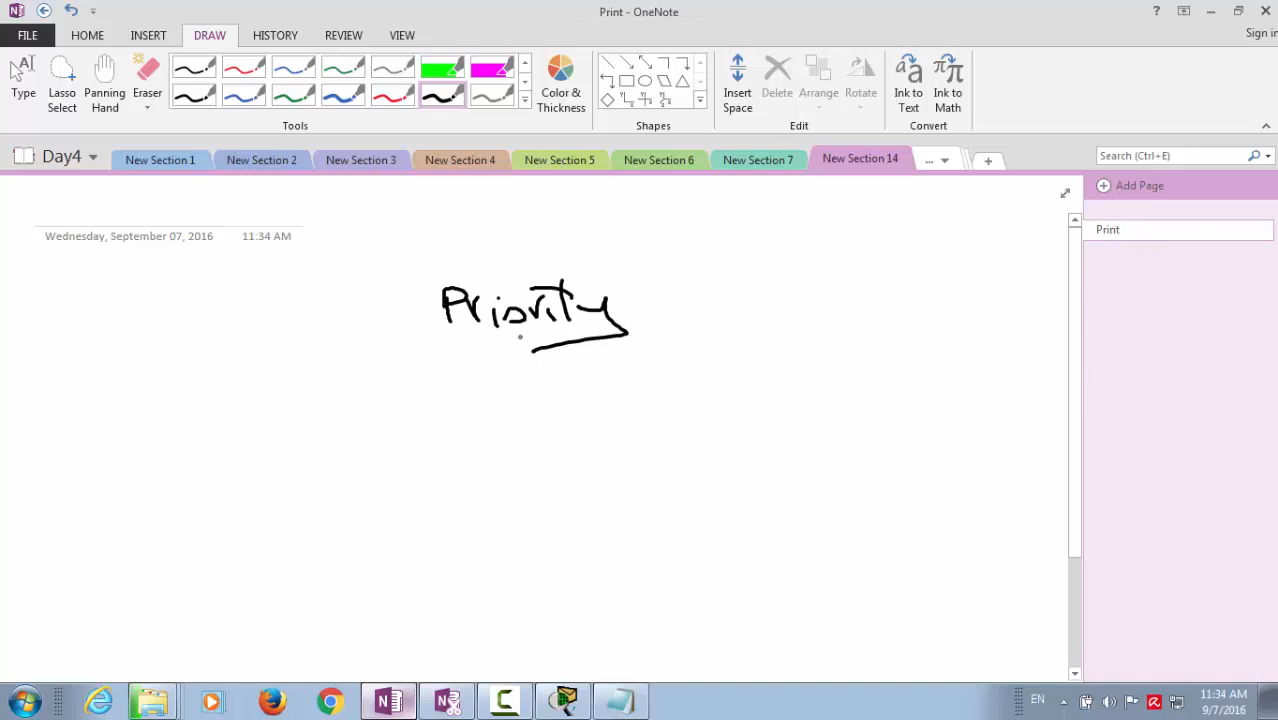 Print - OneNote
?
FILE HOME INSERT DRAW HISTORY REVIEW VIEW
Sign in
Type
Lasso Select
Panning Hand
Eraser
Color & Thickness
Insert Space
Delete
Arrange
Rotate
Ink to Text
Ink to Math
Tools
Shapes
Edit
Convert
Day4
New Section 1
New Section 2
New Section 3
New Section 4
New Section 5
New Section 6
New Section 7
New Section 14
...
Search (Ctrl+E)
Add Page
Print
Wednesday, September 07, 2016 11:34 AM
Priority
EN
11:34 AM
9/7/2016